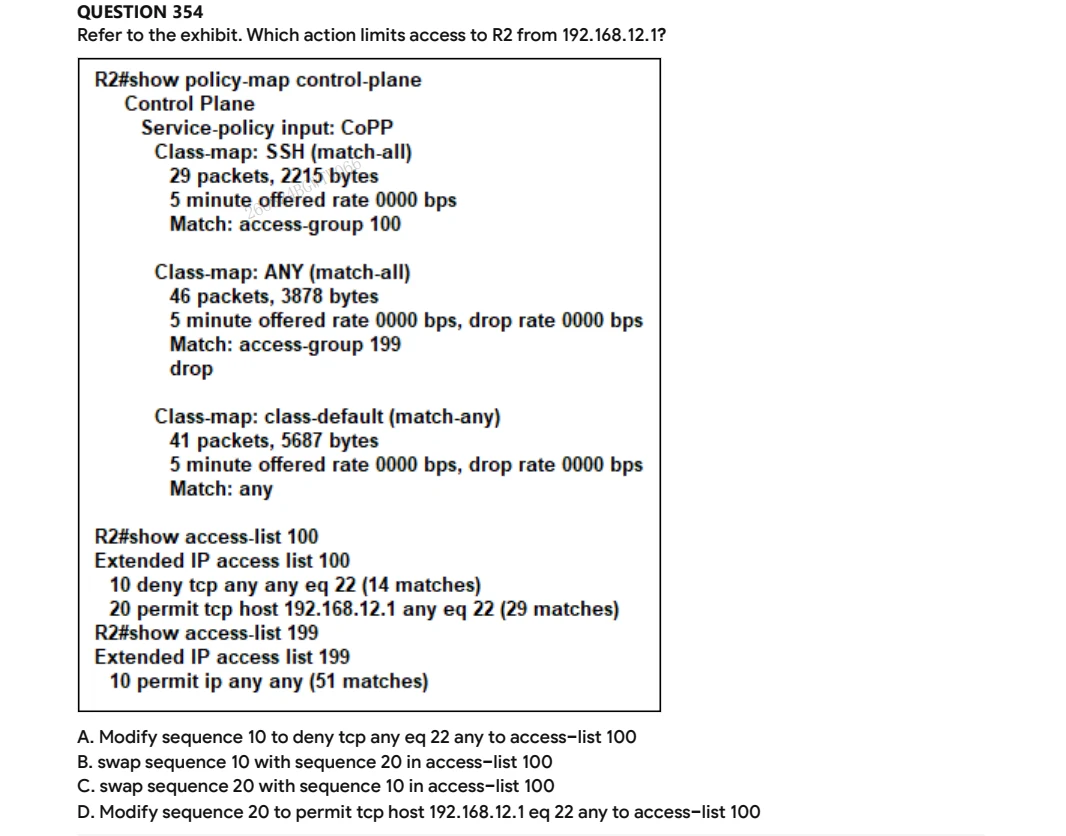 QUESTION 354
Refer to the exhibit. Which action limits access to R2 from 192.168.12.1?
R2#show policy-map control-plane
Control Plane
Service-policy input: CoPP
Class-map: SSH (match-all)
29 packets, 2215 bytes
5 minute offered rate 0000 bps
Match: access-group 100
Class-map: ANY (match-all)
46 packets, 3878 bytes
5 minute offered rate 0000 bps, drop rate 0000 bps
Match: access-group 199
drop
Class-map: class-default (match-any)
41 packets, 5687 bytes
5 minute offered rate 0000 bps, drop rate 0000 bps
Match: any
R2#show access-list 100
Extended IP access list 100
10 deny tcp any any eq 22 (14 matches)
20 permit tcp host 192.168.12.1 any eq 22 (29 matches)
R2#show access-list 199
Extended IP access list 199
10 permit ip any any (51 matches)
A. Modify sequence 10 to deny tcp any eq 22 any to access-list 100
B. swap sequence 10 with sequence 20 in access-list 100
C. swap sequence 20 with sequence 10 in access-list 100
D. Modify sequence 20 to permit tcp host 192.168.12.1 eq 22 any to access-list 100